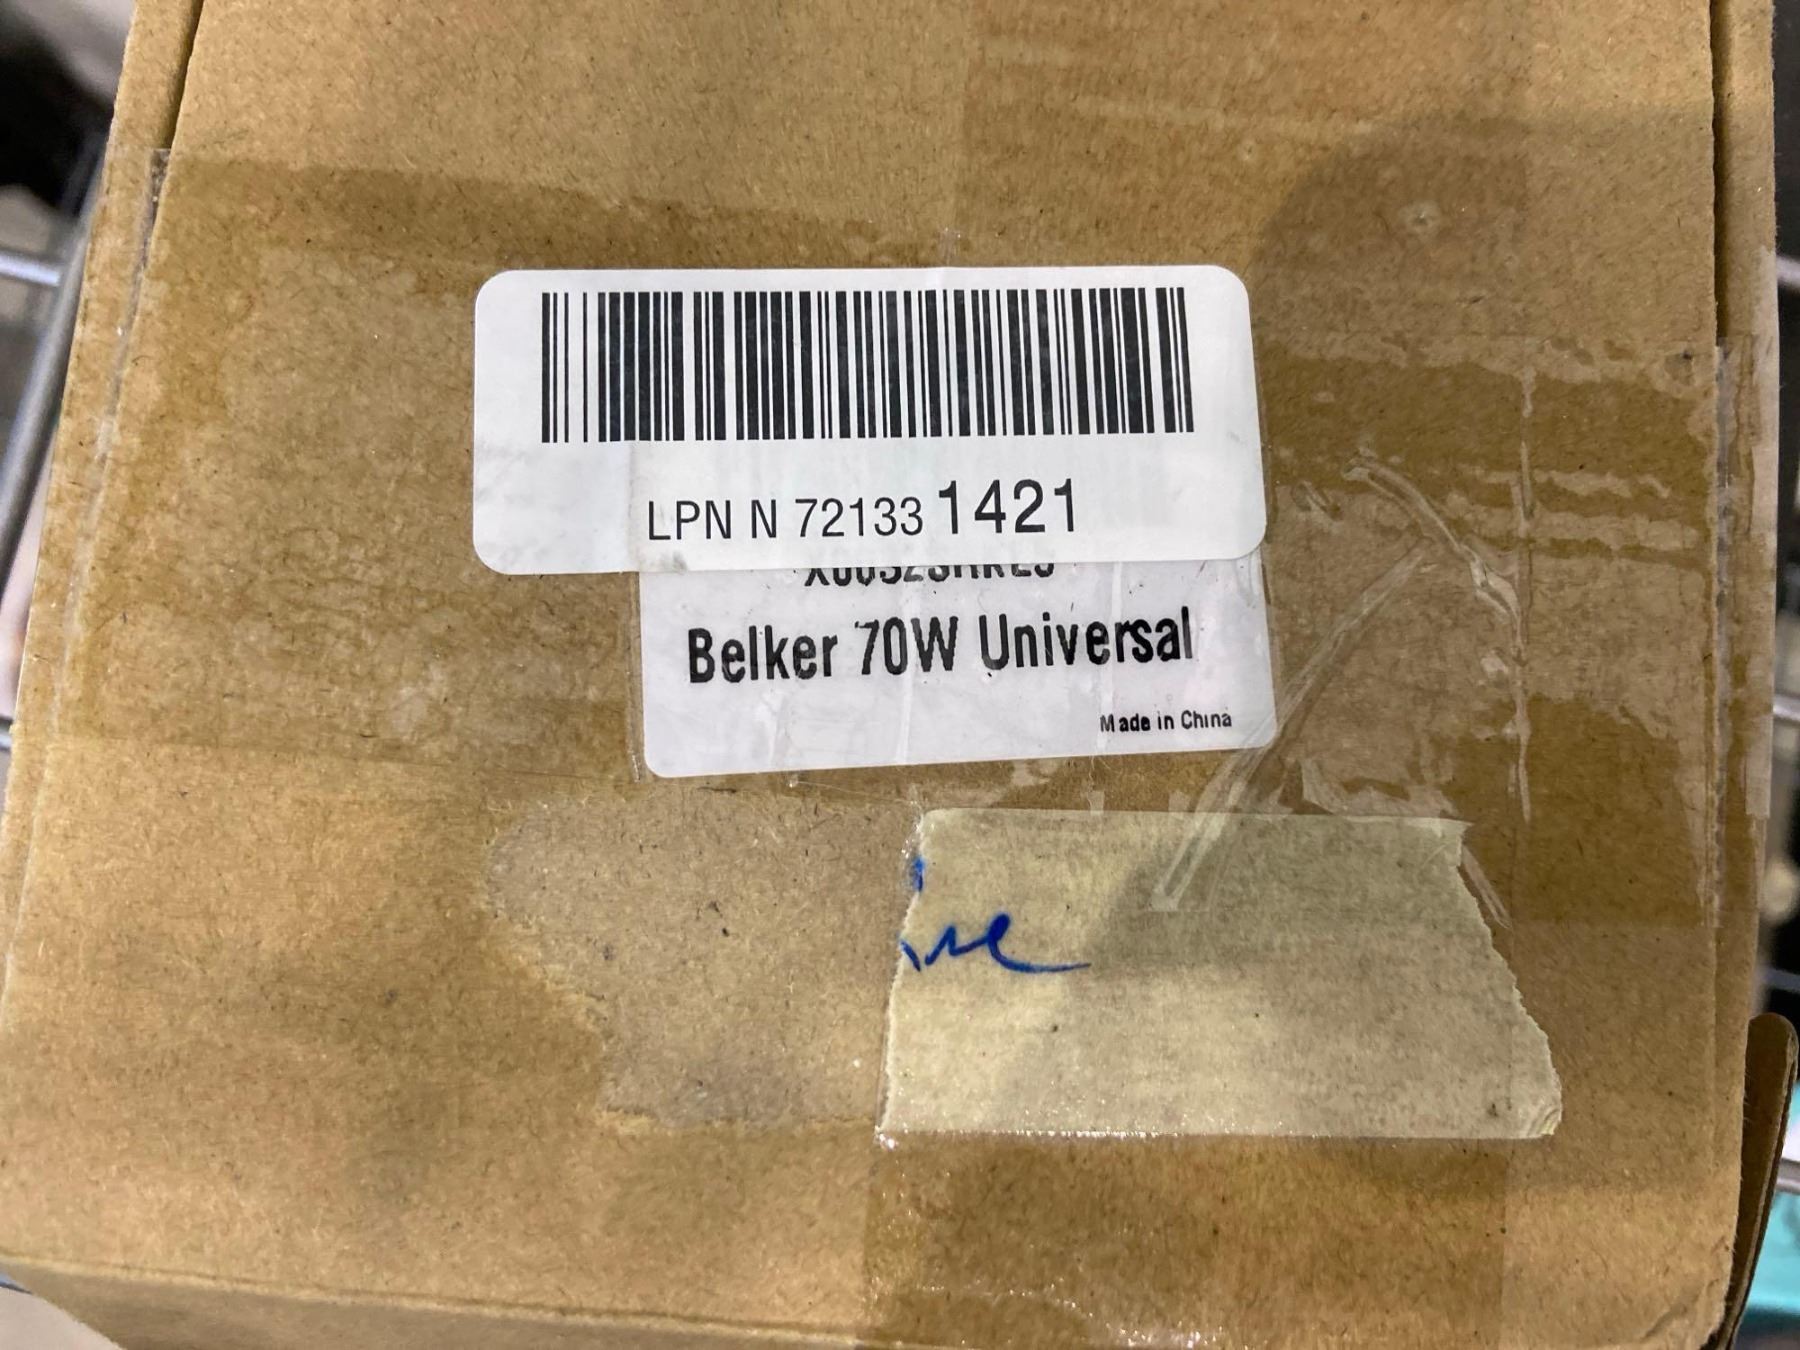 LPN N 72133 1421
Belker 70W Universal
Made in China